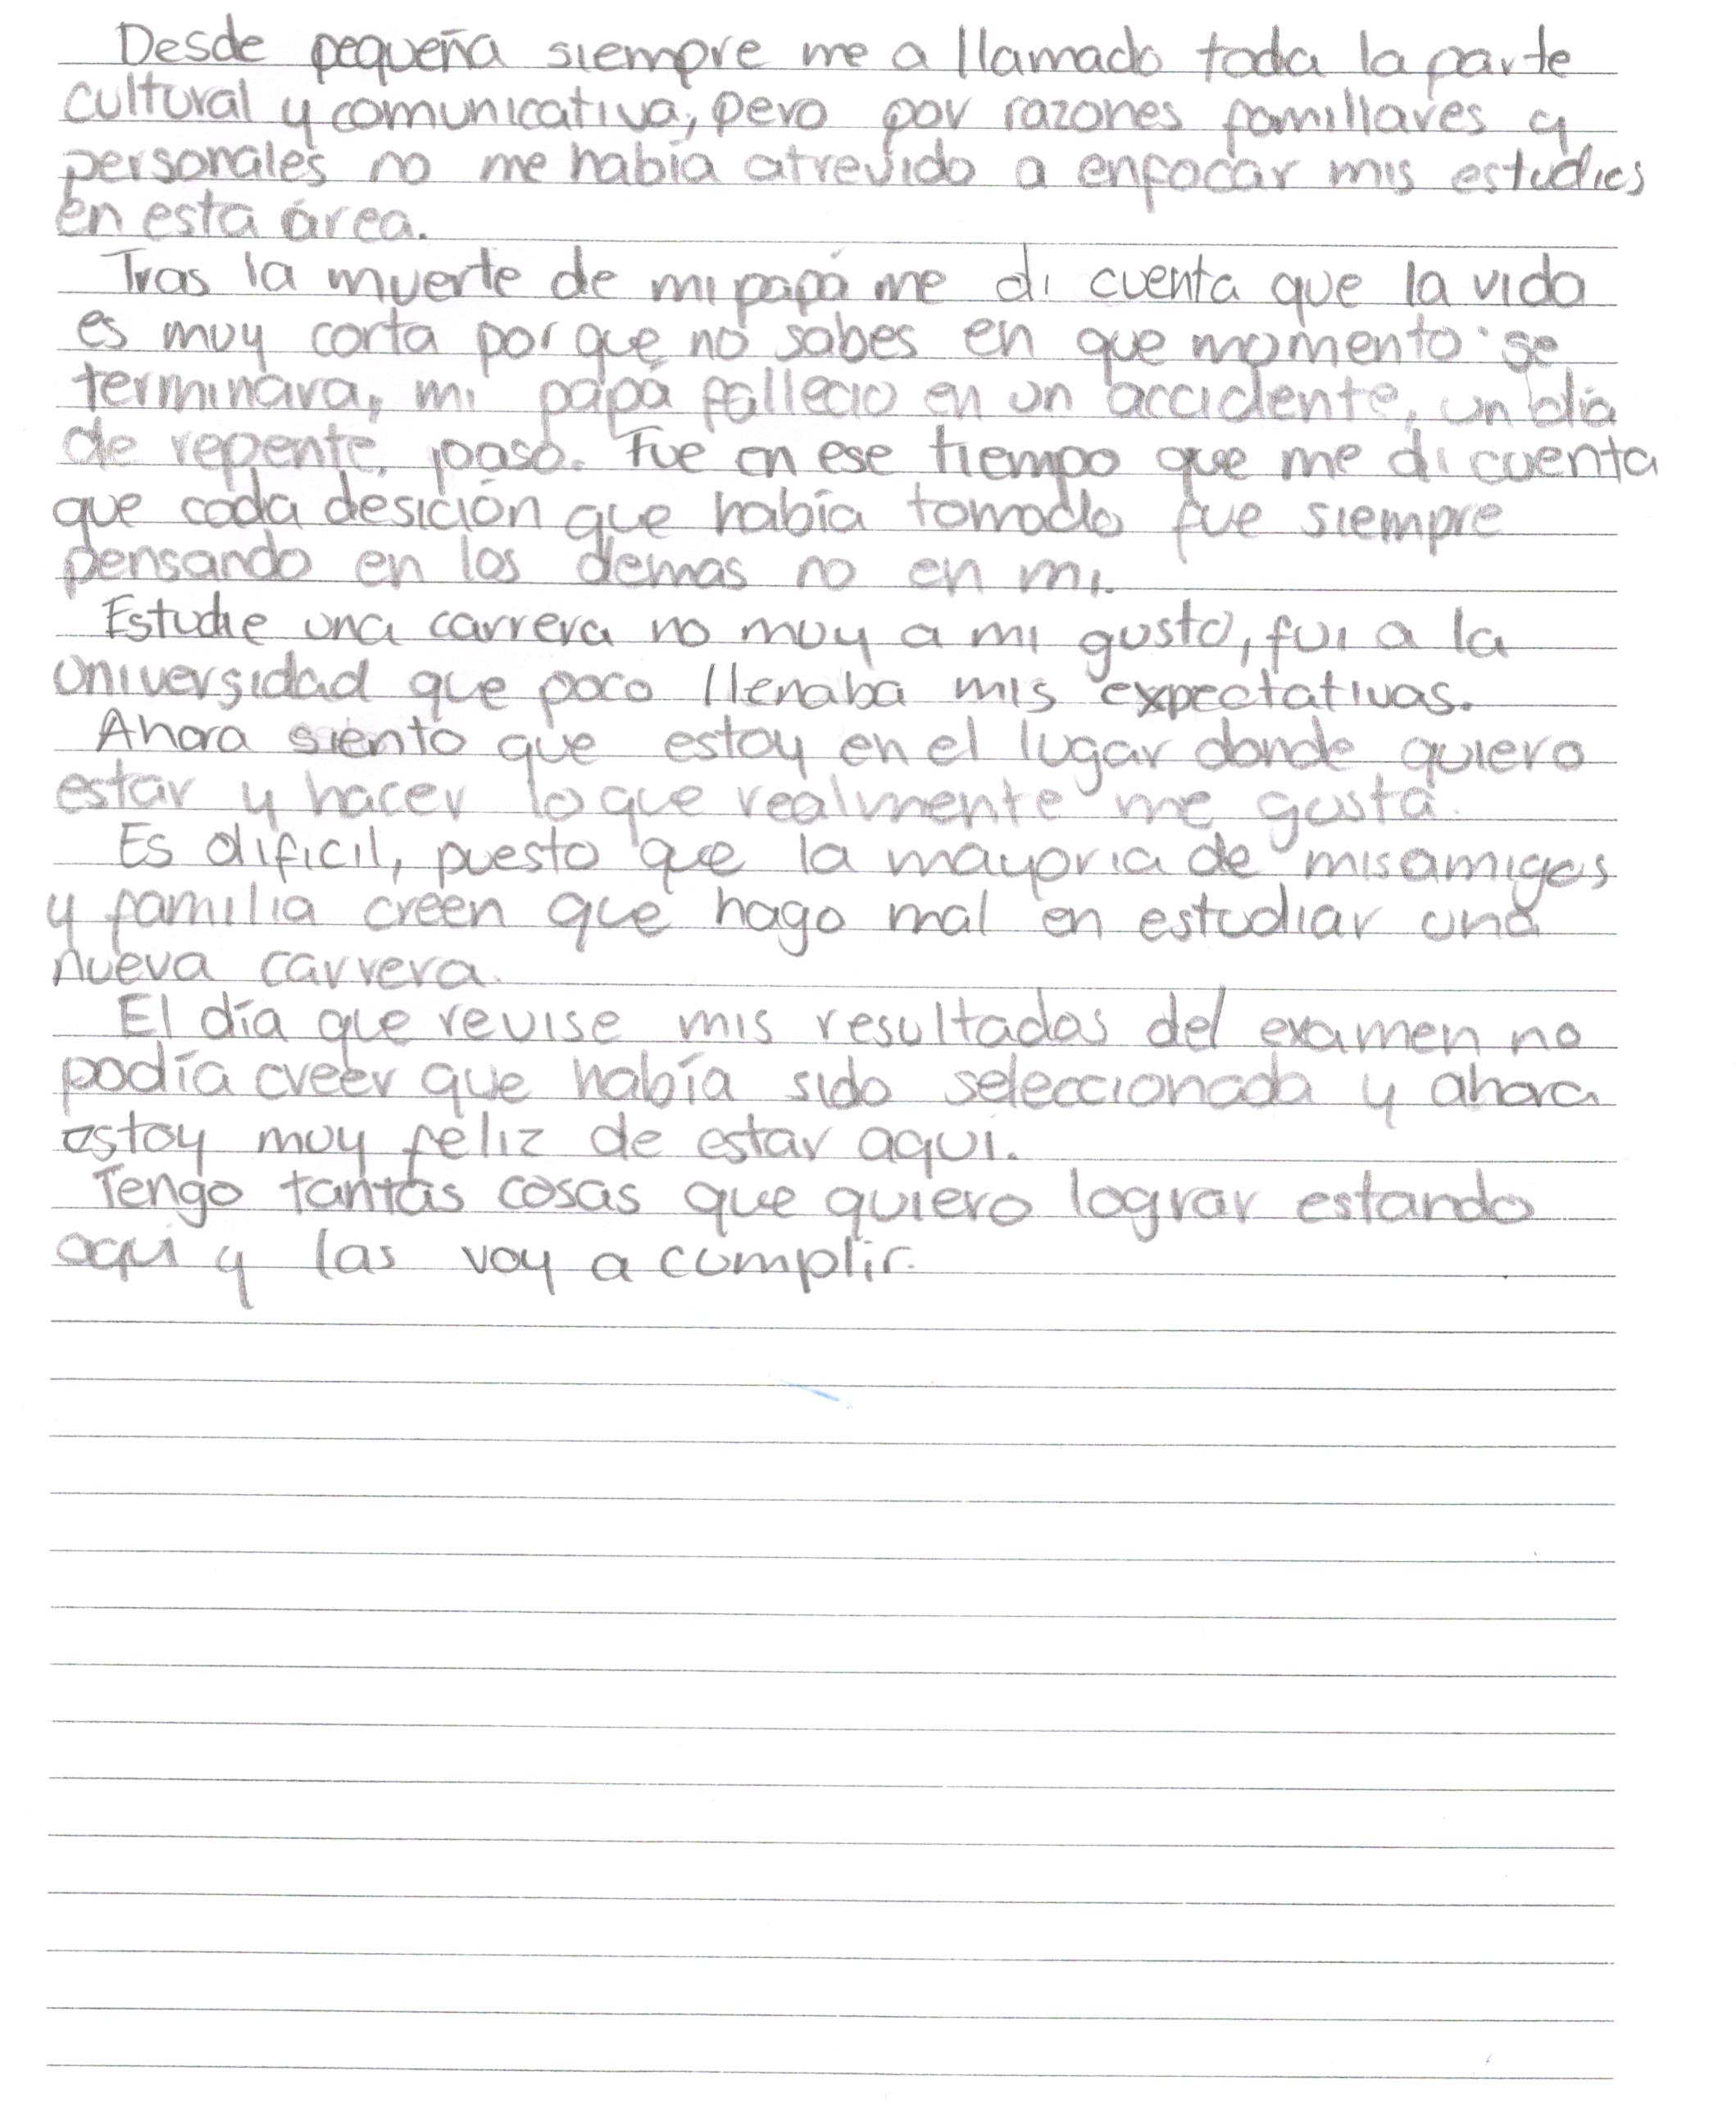 Desde pequeña siempre me a llamado toda la parte
cultural y comunicativa, pero por razones famillares y
personales no me había atrevido a enfocar mis estudios
en esta área.
Tras la muerte de mi papá me di cuenta que la vida
es muy corta por que no sabes en que momento se
terminara, mi papá fallecio en un accidente, un día
de repente, paso. Fue en ese tiempo que me di cuenta
que cada desición que había tomado fue siempre
pensando en los demas no en mi.
Estudie una carrera no muy a mi gusto, fui a la
universidad que poco llenaba mis expectativas.
Ahora siento que estoy en el lugar donde quiero
estar y hacer lo que realmente me gusta.
Es dificil, puesto que la mayoria de mis amigos
y familia creen que hago mal en estudiar una
nueva carrera.
El día que revise mis resultados del examen no
podía creer que había sido seleccionada y ahora
estoy muy feliz de estar aqui.
Tengo tantas cosas que quiero lograr estando
aqui y las voy a cumplir.